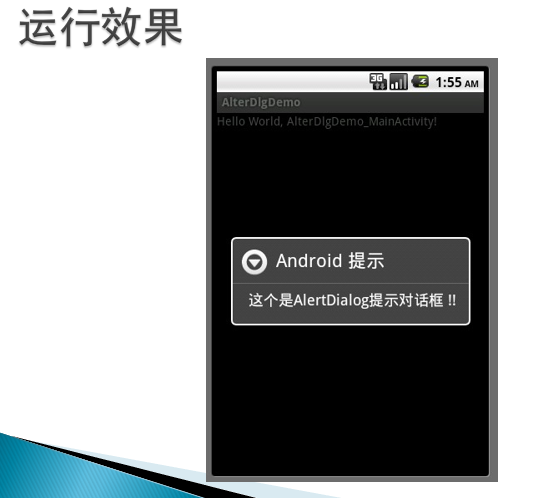 运行效果
3G
1:55 AM
AlterDlgDemo
Hello World, AlterDlgDemo_MainActivity!
Android 提示
这个是AlertDialog提示对话框 !!